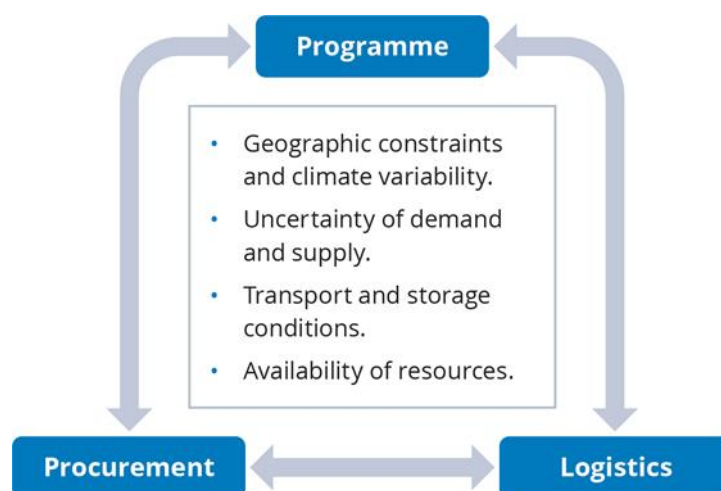 Programme
• Geographic constraints
and climate variability.
• Uncertainty of demand
and supply.
• Transport and storage
conditions.
• Availability of resources.
Procurement
Logistics